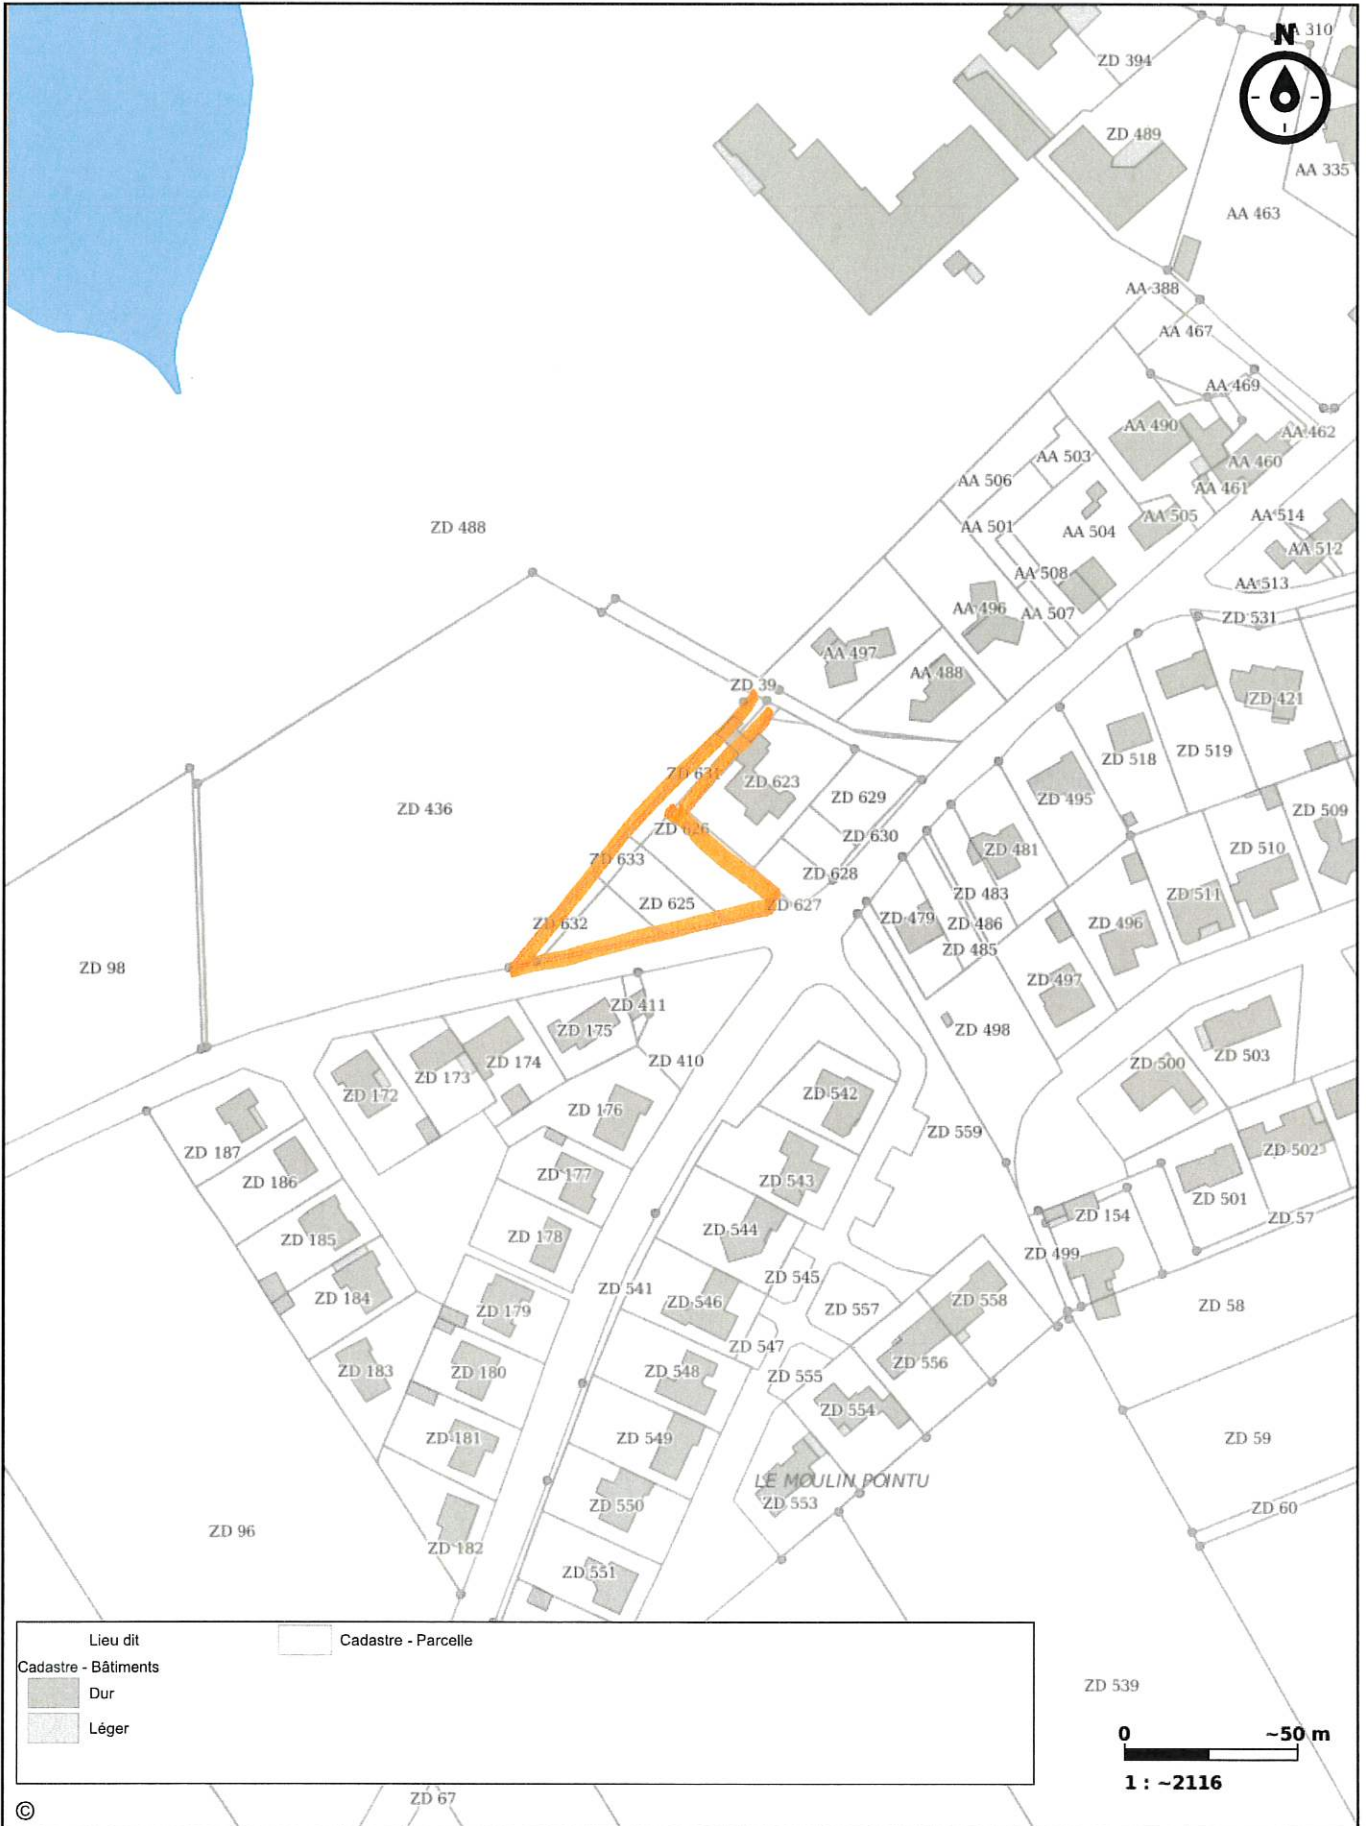 N
AA 310
ZD 394
ZD 489
AA 335
AA 463
AA 388
AA 467
AA 469
AA 490
AA 462
AA 503
AA 460
AA 506
AA 461
AA 505
AA 514
ZD 488
AA 501
AA 504
AA 512
AA 508
AA 513
AA 496
AA 507
ZD 531
AA 497
AA 488
ZD 39
ZD 421
ZD 519
ZD 518
ZD 631
ZD 623
ZD 629
ZD 495
ZD 436
ZD 509
ZD 626
ZD 630
ZD 481
ZD 510
ZD 633
ZD 628
ZD 483
ZD 511
ZD 625
ZD 627
ZD 632
ZD 479
ZD 486
ZD 496
ZD 485
ZD 98
ZD 497
ZD 411
ZD 175
ZD 498
ZD 503
ZD 174
ZD 410
ZD 500
ZD 173
ZD 172
ZD 542
ZD 176
ZD 559
ZD 187
ZD 502
ZD 177
ZD 186
ZD 543
ZD 501
ZD 154
ZD 57
ZD 544
ZD 178
ZD 185
ZD 499
ZD 545
ZD 541
ZD 184
ZD 546
ZD 558
ZD 58
ZD 179
ZD 557
ZD 547
ZD 556
ZD 183
ZD 180
ZD 548
ZD 555
ZD 554
ZD 181
ZD 549
ZD 59
LE MOULIN POINTU
ZD 550
ZD 553
ZD 60
ZD 96
ZD 182
ZD 551
Lieu dit
Cadastre - Parcelle
Cadastre - Bâtiments
Dur
Léger
ZD 539
0 ~50 m
1 : ~2116
ZD 67
©